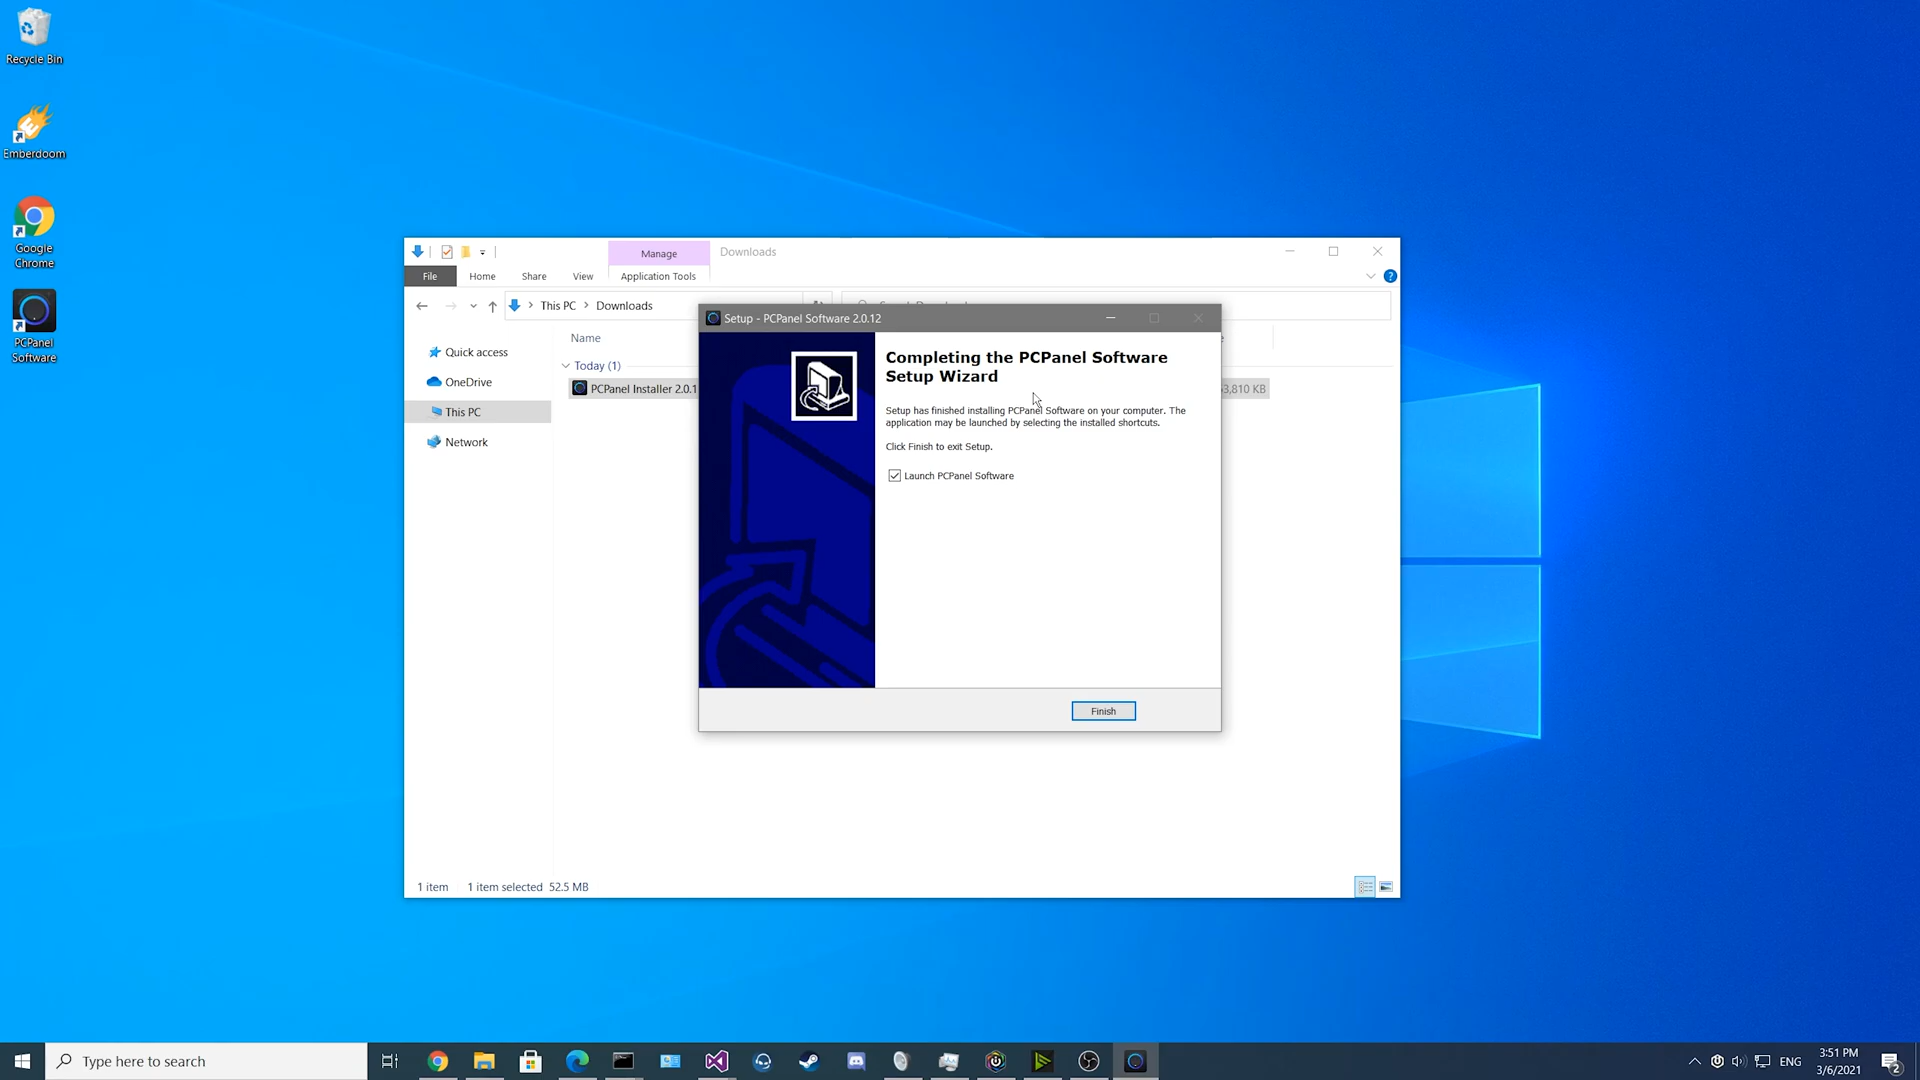 Recycle Bin
Emberdoom
Google
Chrome
PCPanel
Software
Manage
Downloads
File
Home
Share
View
Application Tools
This PC
Downloads
Name
Quick access
OneDrive
This PC
Network
Today (1)
PCPanel Installer 2.0.1
3,810 KB
Setup - PCPanel Software 2.0.12
Completing the PCPanel Software
Setup Wizard
Setup has finished installing PCPanel Software on your computer. The
application may be launched by selecting the installed shortcuts.
Click Finish to exit Setup.
Launch PCPanel Software
Finish
1 item
1 item selected 52.5 MB
Type here to search
ENG
3:51 PM
3/6/2021
2